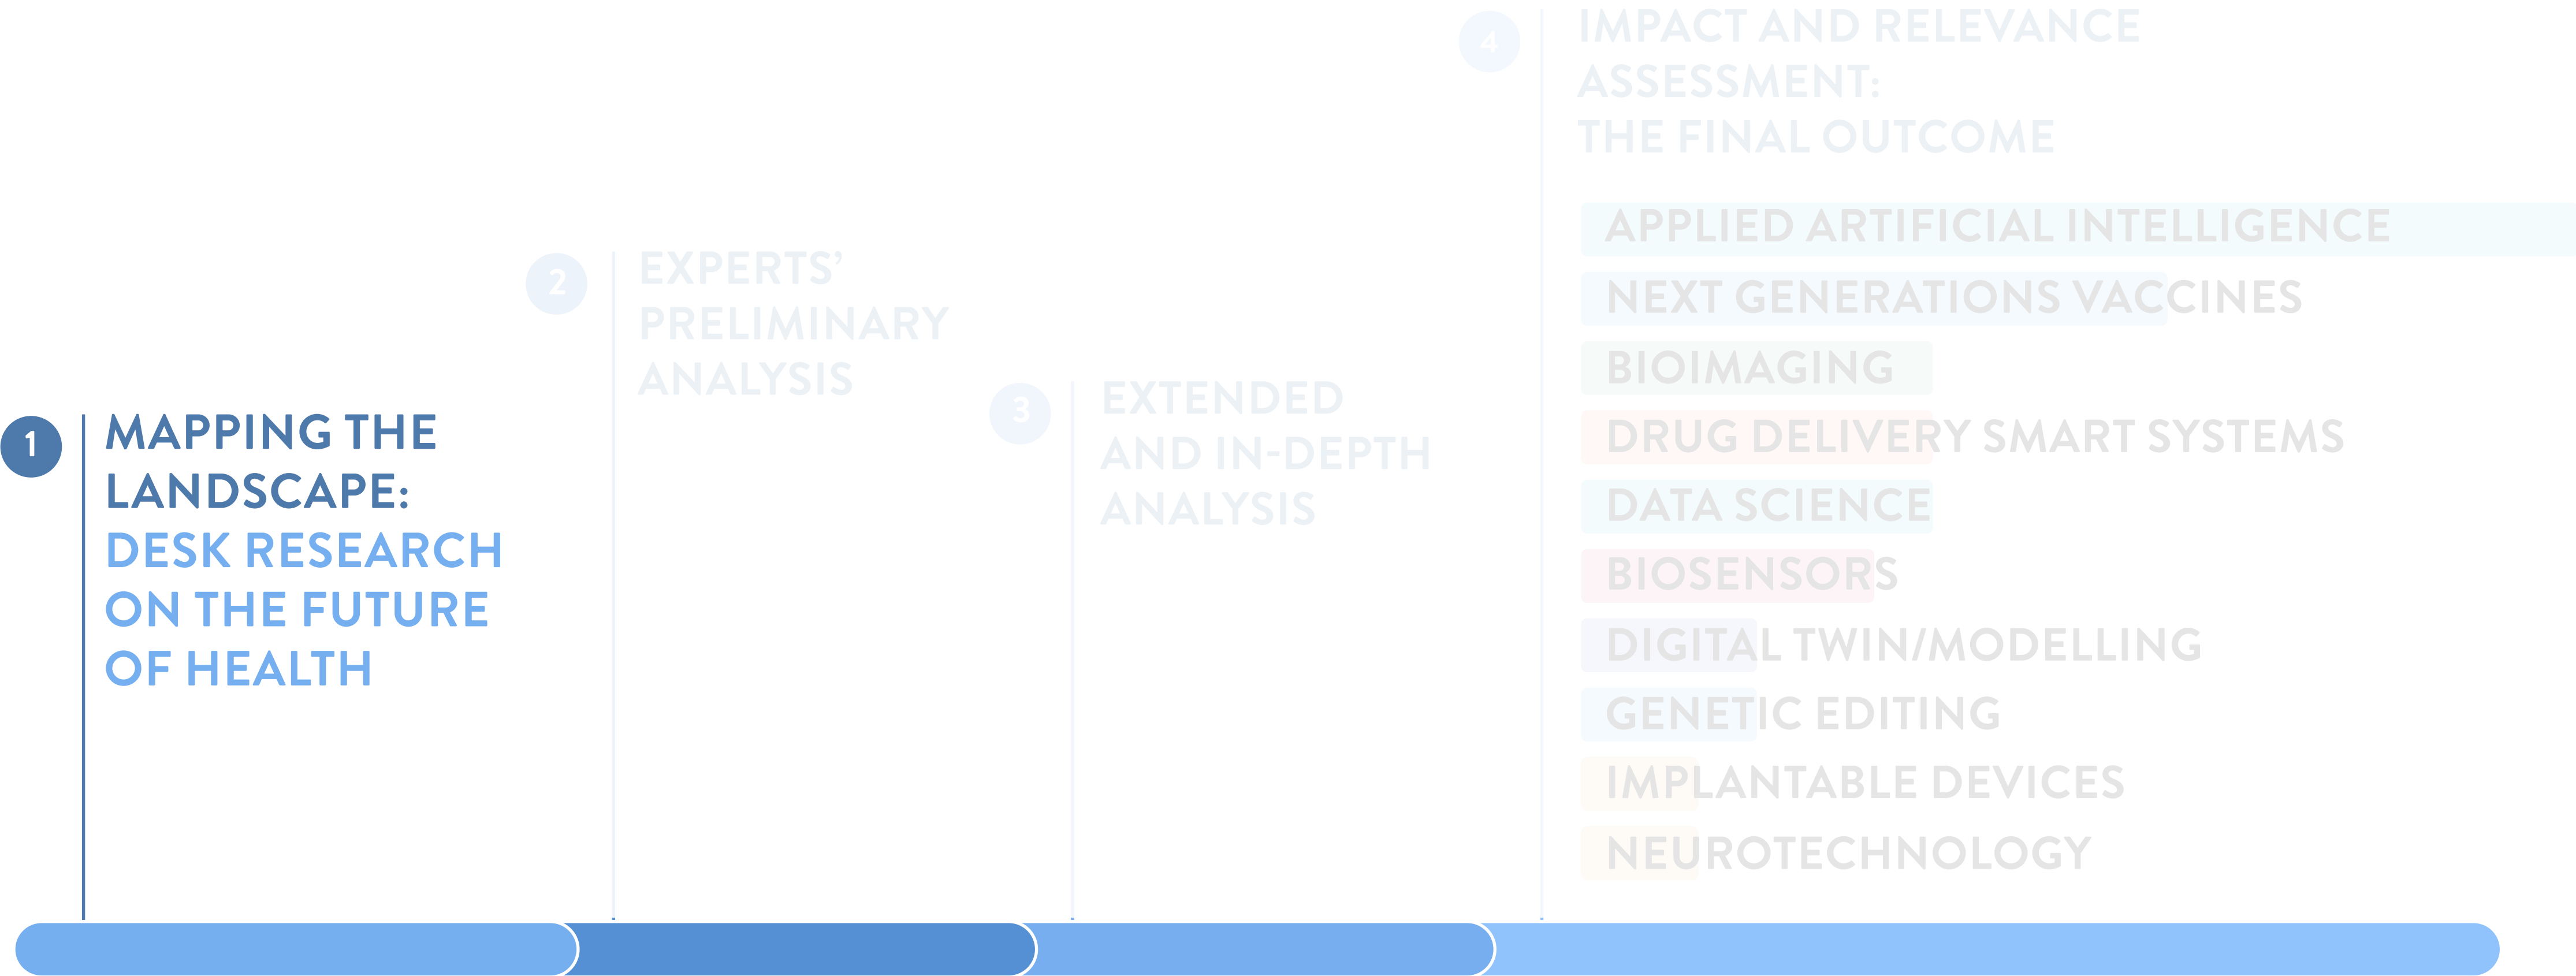 1
MAPPING THE
LANDSCAPE:
DESK RESEARCH
ON THE FUTURE
OF HEALTH
2
EXPERTS’
PRELIMINARY
ANALYSIS
3
EXTENDED
AND IN-DEPTH
ANALYSIS
4
IMPACT AND RELEVANCE
ASSESSMENT:
THE FINAL OUTCOME
APPLIED ARTIFICIAL INTELLIGENCE
NEXT GENERATIONS VACCINES
BIOIMAGING
DRUG DELIVERY SMART SYSTEMS
DATA SCIENCE
BIOSENSORS
DIGITAL TWIN/MODELLING
GENETIC EDITING
IMPLANTABLE DEVICES
NEUROTECHNOLOGY